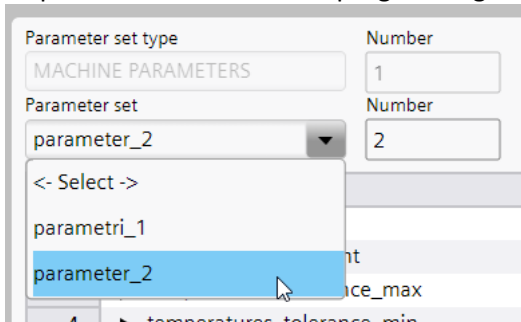 Parameter set type Number
MACHINE PARAMETERS 1
Parameter set Number
parameter_2 2
<- Select ->
parametri_1
parameter_2